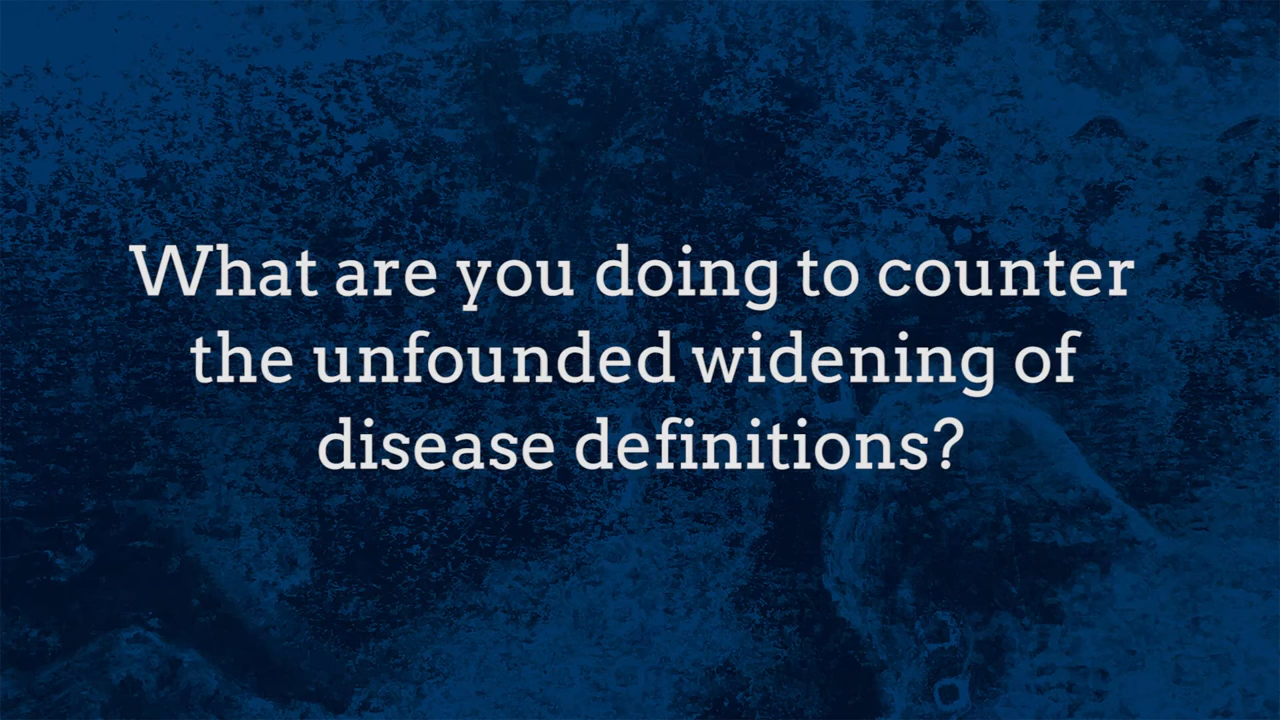 What are you doing to counter
the unfounded widening of
disease definitions?